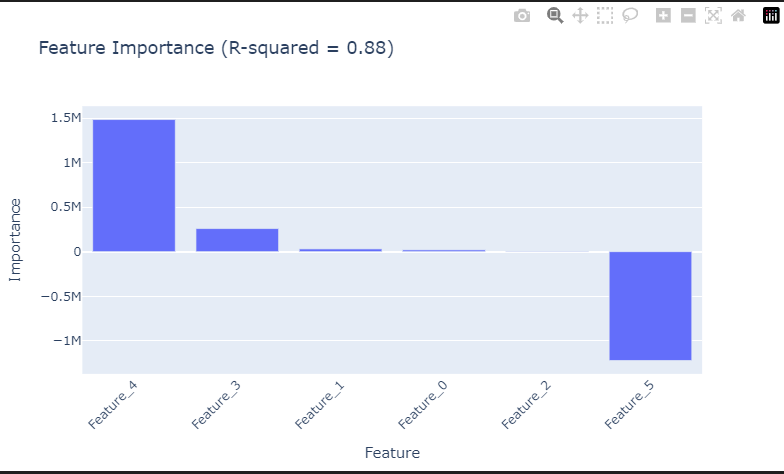 Feature Importance (R-squared = 0.88)
1.5M
1M
0.5M
0
−0.5M
−1M
Importance
Feature_4
Feature_3
Feature_1
Feature_0
Feature_2
Feature_5
Feature